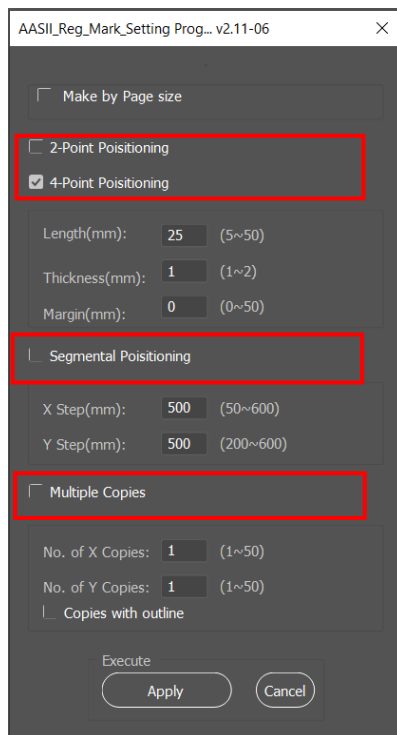 AASII_Reg_Mark_Setting Prog... v2.11-06
Make by Page size
2-Point Poisitioning
4-Point Poisitioning
Length(mm): 25 (5~50)
Thickness(mm): 1 (1~2)
Margin(mm): 0 (0~50)
Segmental Poisitioning
X Step(mm): 500 (50~600)
Y Step(mm): 500 (200~600)
Multiple Copies
No. of X Copies: 1 (1~50)
No. of Y Copies: 1 (1~50)
Copies with outline
Execute
Apply Cancel